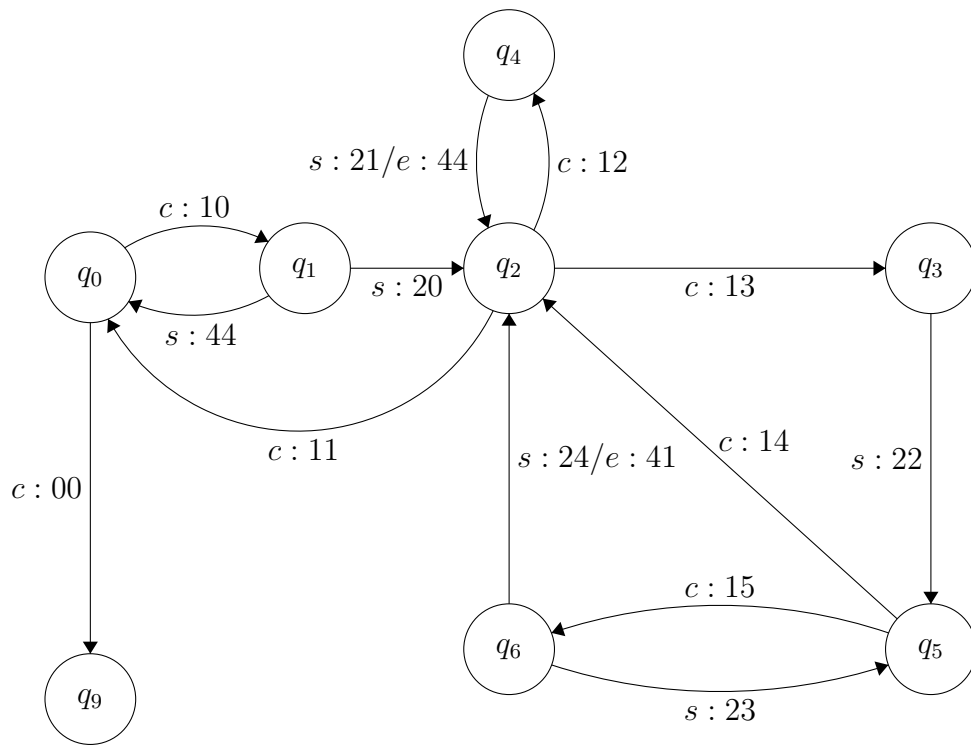 q4
s : 21/e : 44
c : 12
c : 10
q0
q1
q2
q3
s : 20
c : 13
s : 44
c : 11
c : 14
s : 24/e : 41
s : 22
c : 00
c : 15
q6
q5
q9
s : 23